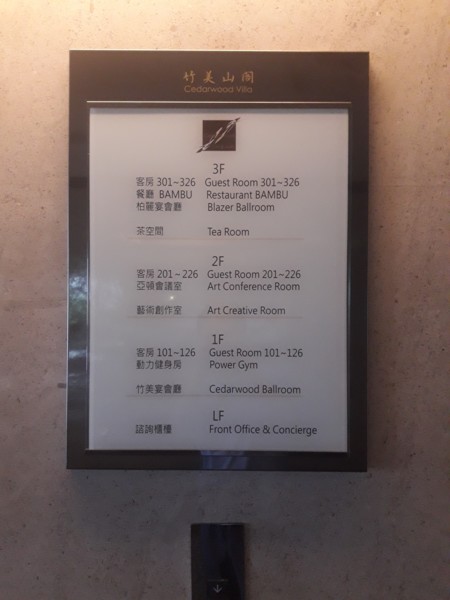 竹美山閣
Cedarwood Villa
3F
客房 301~326 Guest Room 301~326
餐廳 BAMBU Restaurant BAMBU
柏麗宴會廳 Blazer Ballroom
茶空間 Tea Room
2F
客房 201~226 Guest Room 201~226
亞頓會議室 Art Conference Room
藝術創作室 Art Creative Room
1F
客房 101~126 Guest Room 101~126
動力健身房 Power Gym
竹美宴會廳 Cedarwood Ballroom
LF
諮詢櫃檯 Front Office & Concierge